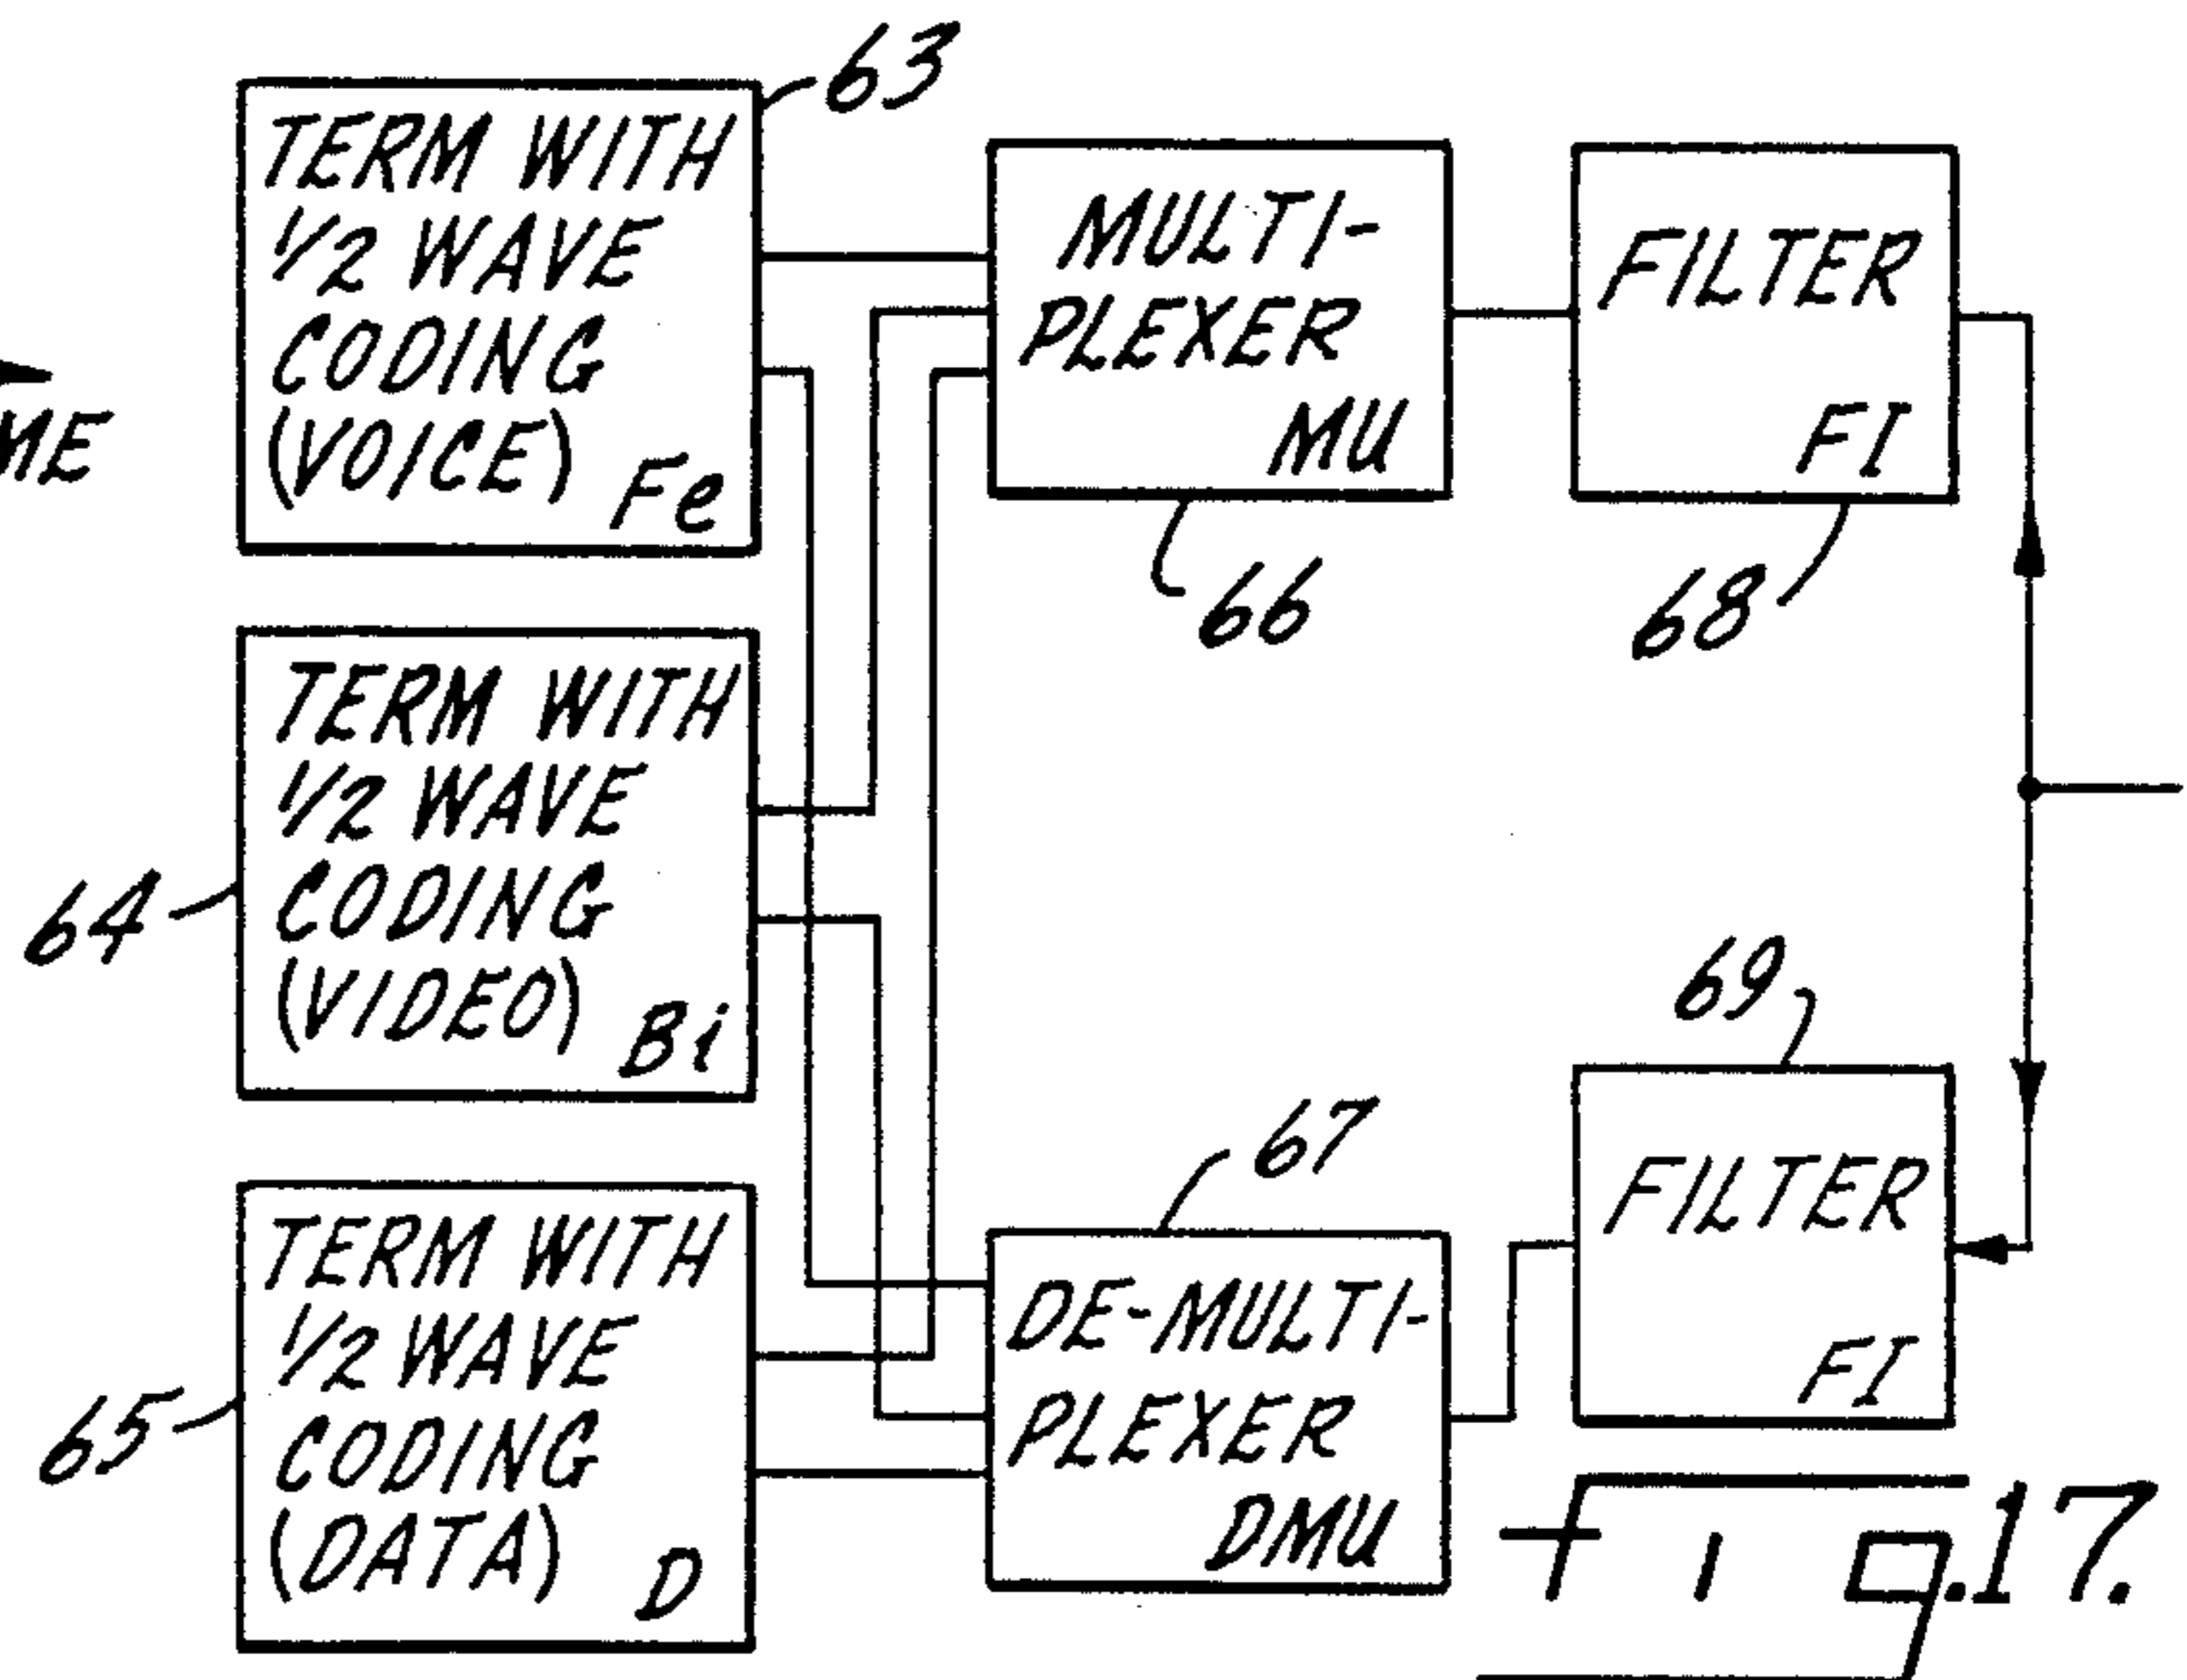 63
TERM WITH
1/2 WAVE
CODING
(VOICE) Fe
MULTI-
PLEXER
MU
66
FILTER
FI
68
ME
TERM WITH
1/2 WAVE
CODING
(VIDEO) Bi
64
TERM WITH
1/2 WAVE
CODING
(DATA) D
65
67
DE-MULTI-
PLEXER
DMU
69
FILTER
FI
Fig.17.